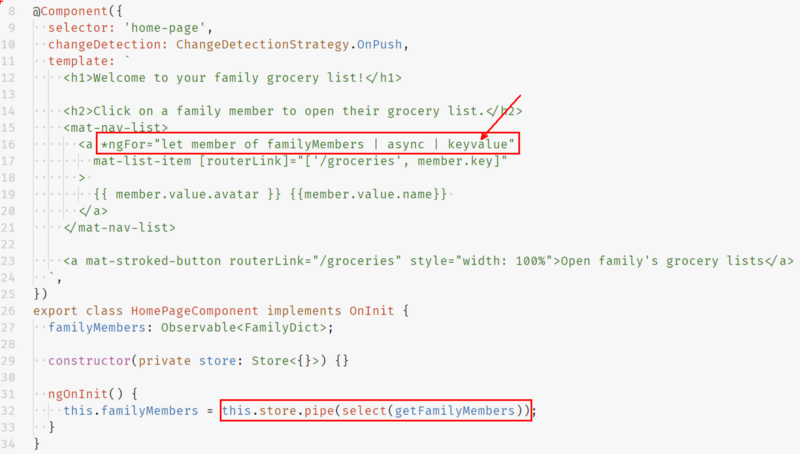 8 @Component({
9 selector: 'home-page',
10 changeDetection: ChangeDetectionStrategy.OnPush,
11 template: `
12 <h1>Welcome to your family grocery list!</h1>
13
14 <h2>Click on a family member to open their grocery list.</h2>
15 <mat-nav-list>
16 <a *ngFor="let member of familyMembers | async | keyvalue"
17 mat-list-item [routerLink]="['/groceries', member.key]"
18 >
19 {{ member.value.avatar }} {{member.value.name}}
20 </a>
21 </mat-nav-list>
22
23 <a mat-stroked-button routerLink="/groceries" style="width: 100%">Open family's grocery lists</a>
24 `,
25 })
26 export class HomePageComponent implements OnInit {
27 familyMembers: Observable<FamilyDict>;
28
29 constructor(private store: Store<{}>) {}
30
31 ngOnInit() {
32 this.familyMembers = this.store.pipe(select(getFamilyMembers));
33 }
34 }